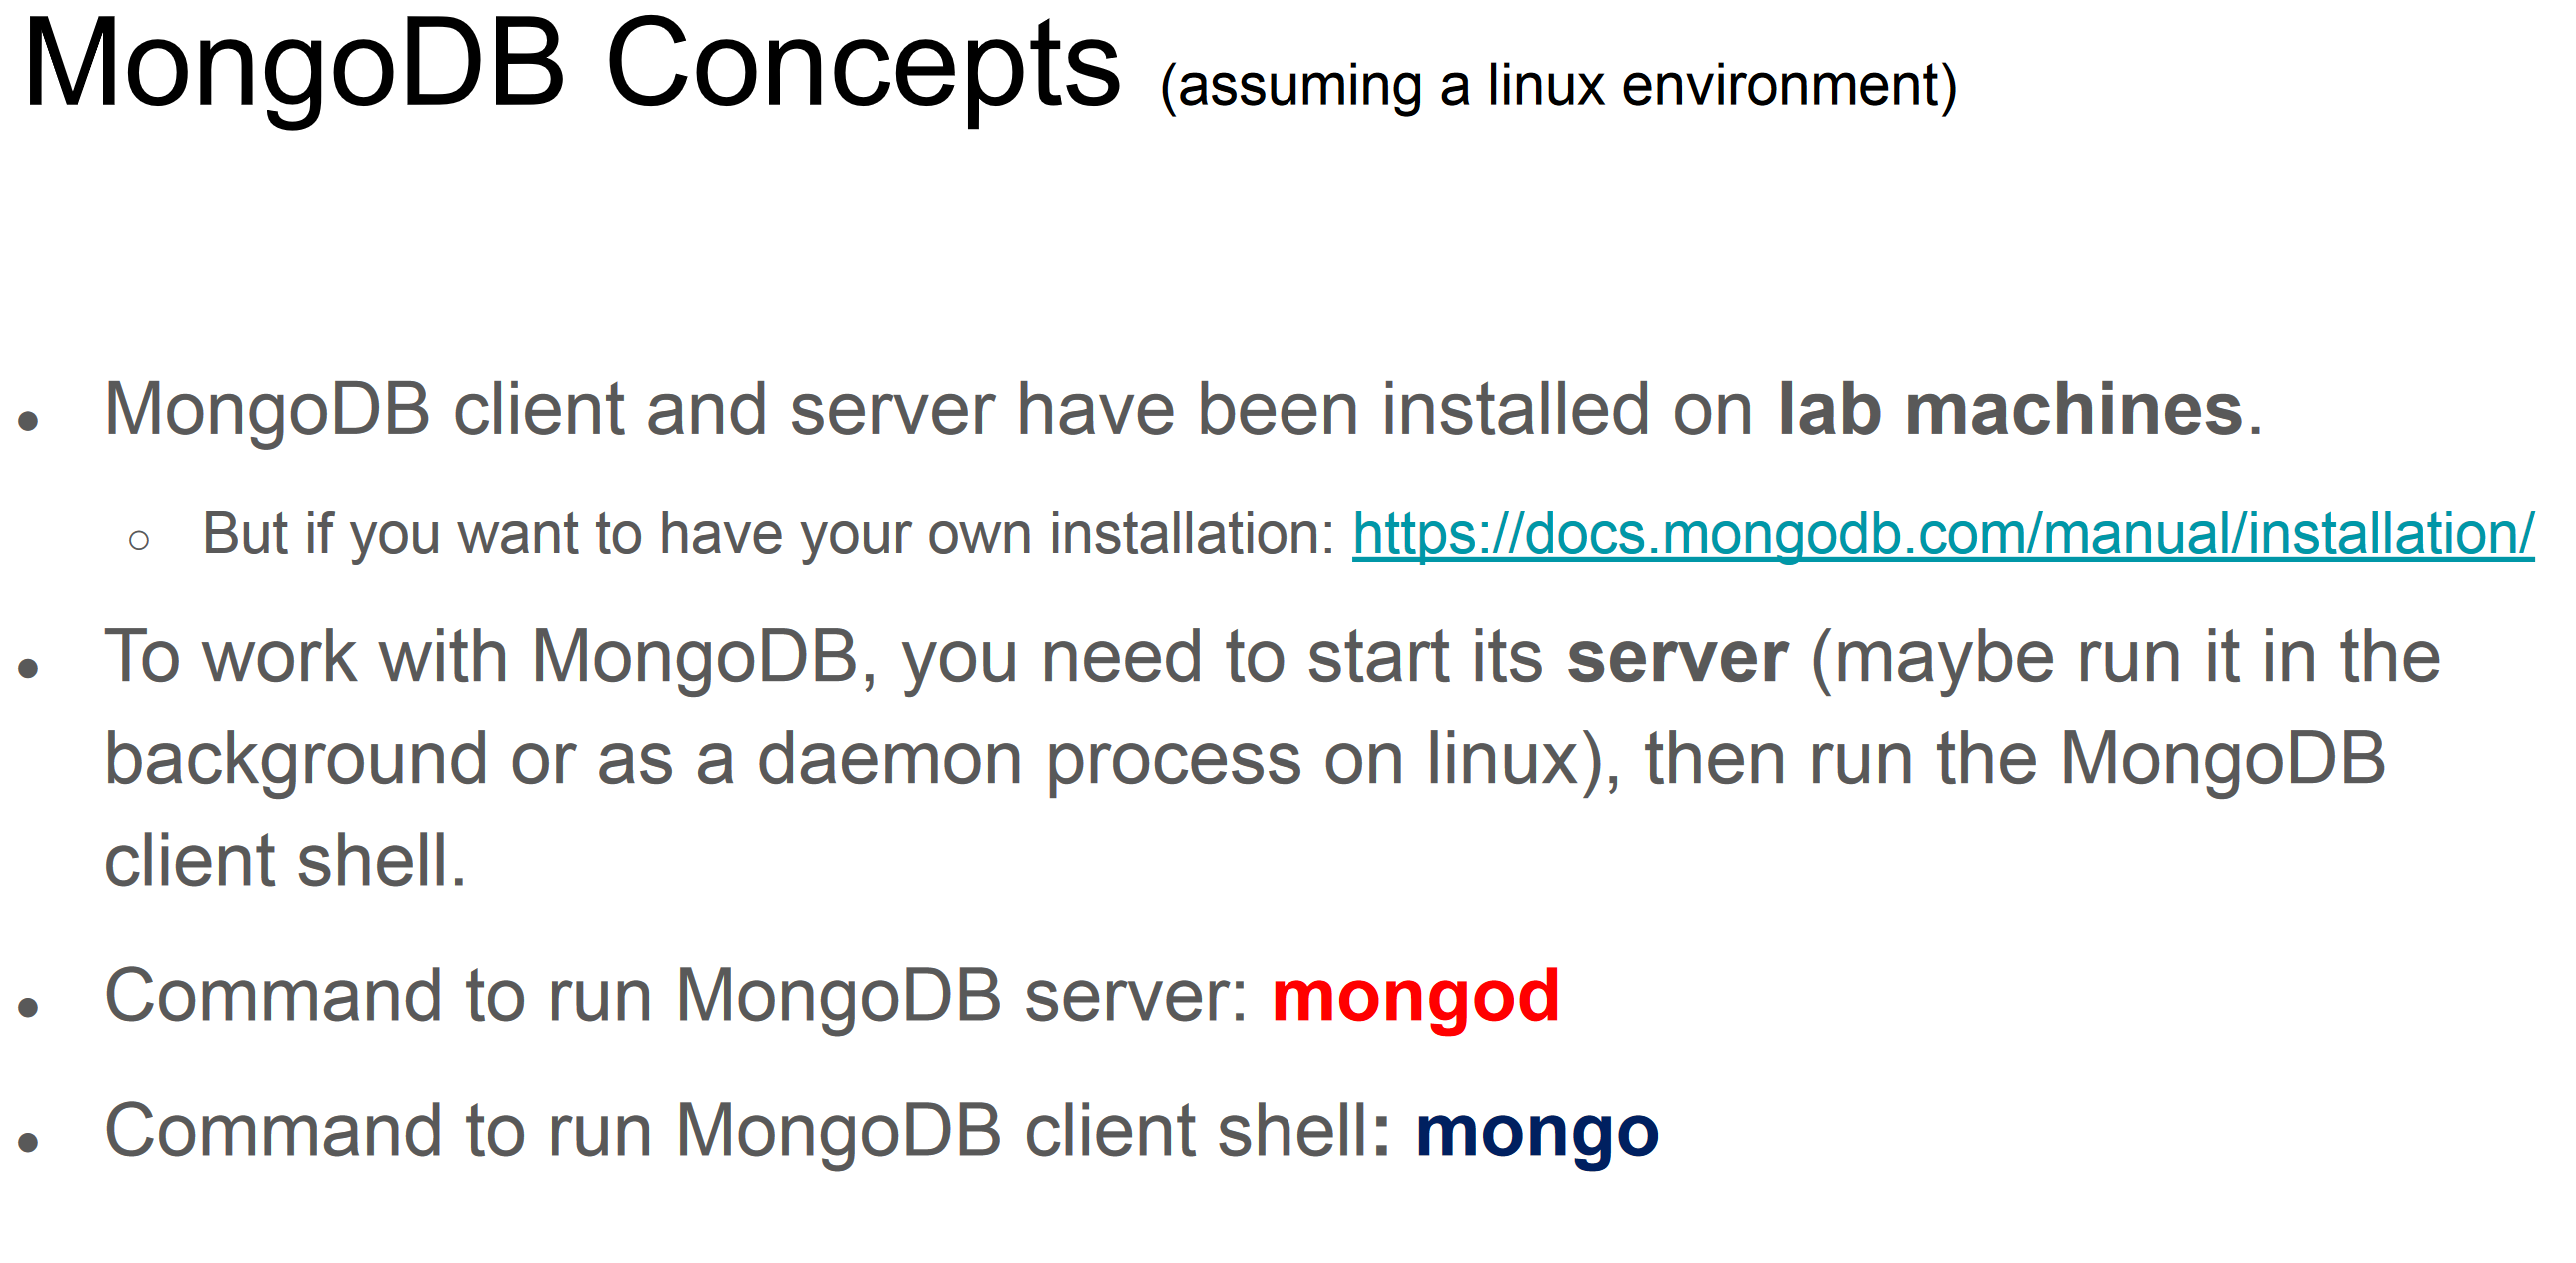 MongoDB Concepts (assuming a linux environment)
• MongoDB client and server have been installed on lab machines.
○ But if you want to have your own installation: https://docs.mongodb.com/manual/installation/
• To work with MongoDB, you need to start its server (maybe run it in the
background or as a daemon process on linux), then run the MongoDB
client shell.
• Command to run MongoDB server: mongod
• Command to run MongoDB client shell: mongo